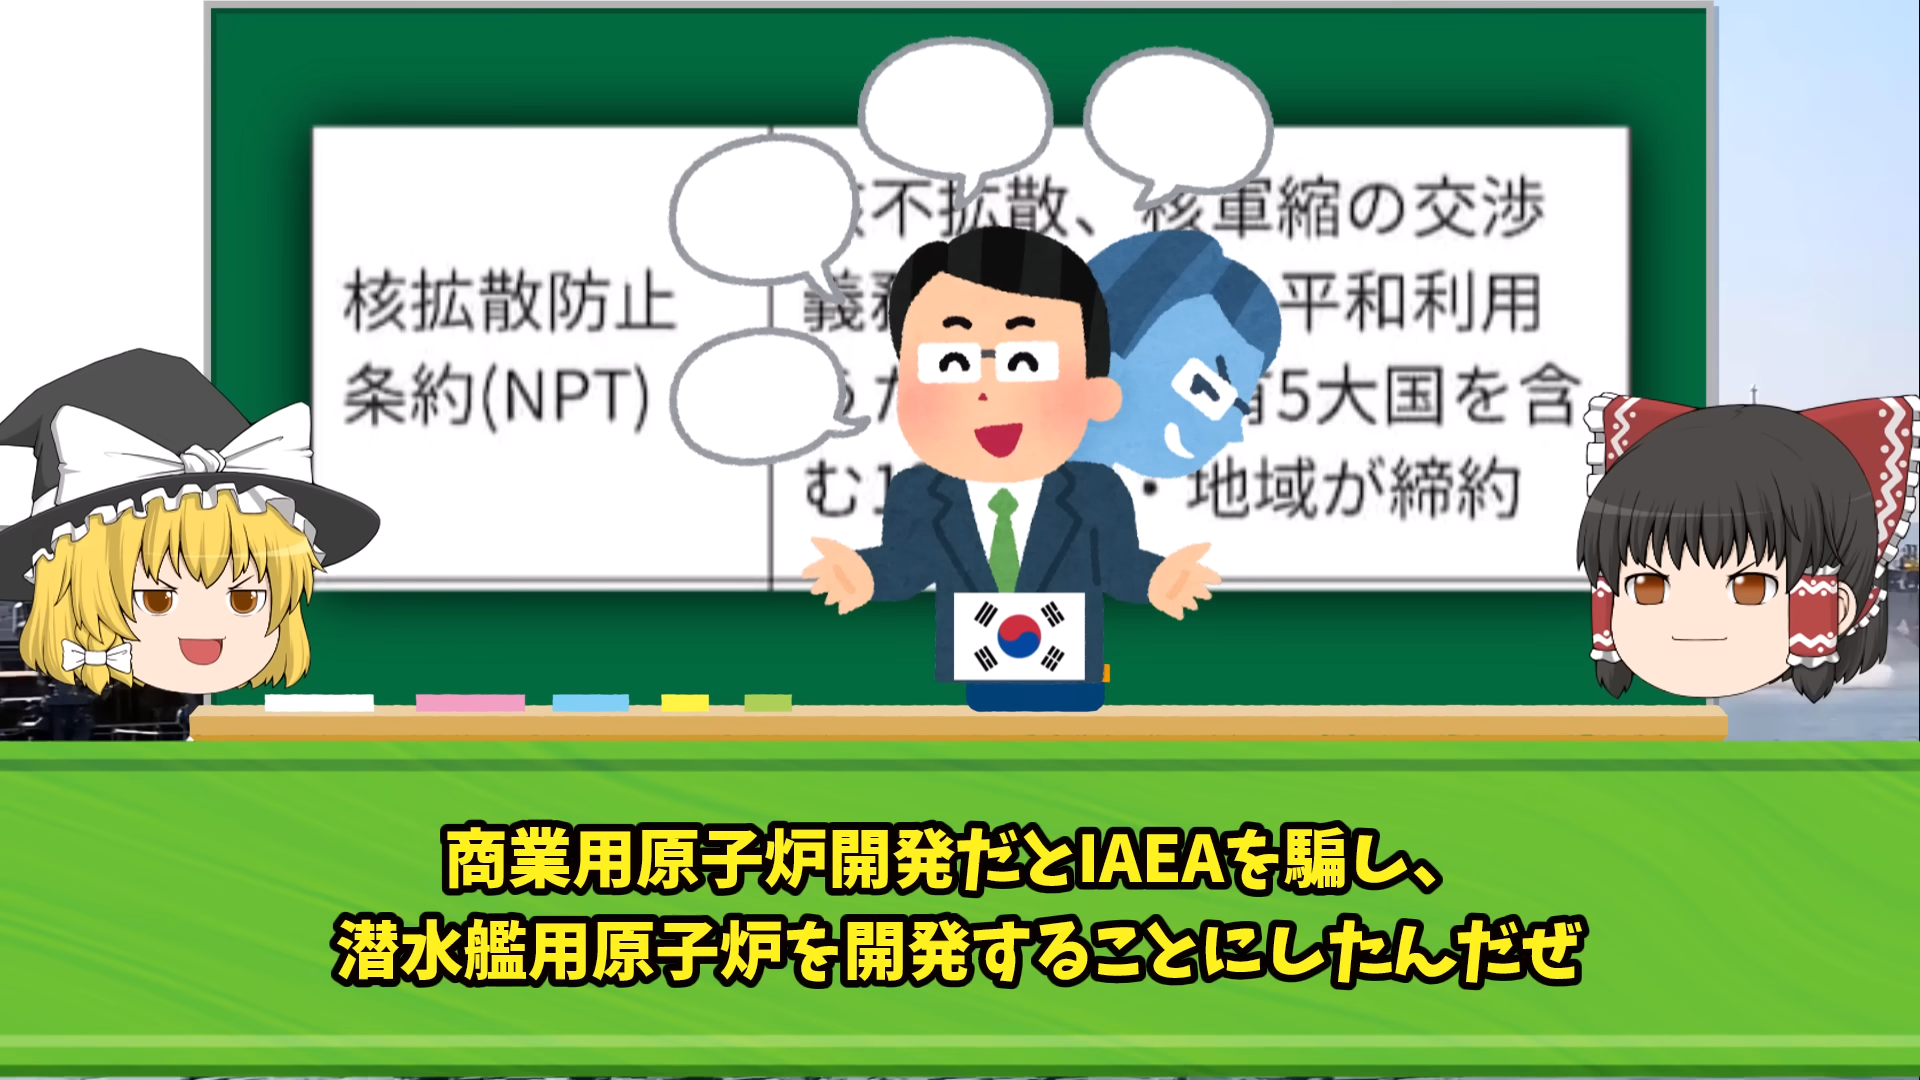 核拡散防止
条約(NPT)
不拡散、核軍縮の交渉
義務 平和利用
5大国を含
む ・地域が締約
商業用原子炉開発だとIAEAを騙し、
潜水艦用原子炉を開発することにしたんだぜ